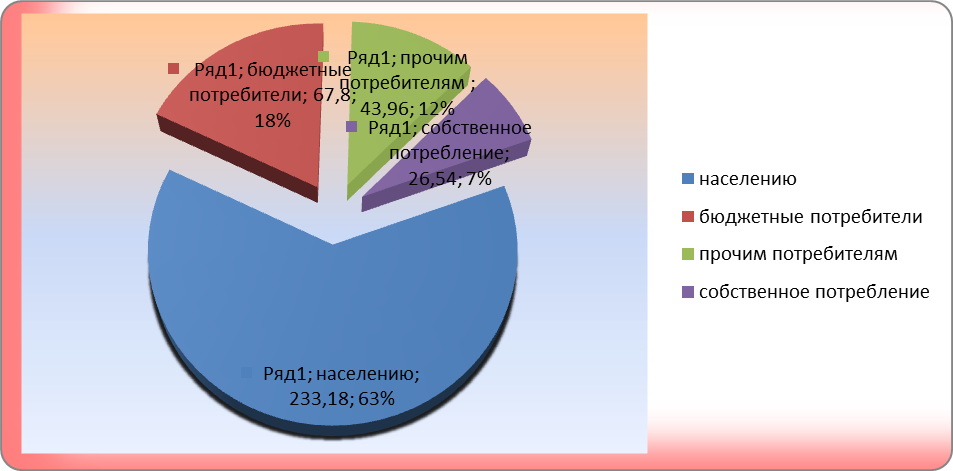 Ряд1; бюджетные
потребители; 67,8;
18%
Ряд1; прочим
потребителям ;
43,96; 12%
Ряд1; собственное
потребление;
26,54; 7%
Ряд1; населению;
233,18; 63%
населению
бюджетные потребители
прочим потребителям
собственное потребление